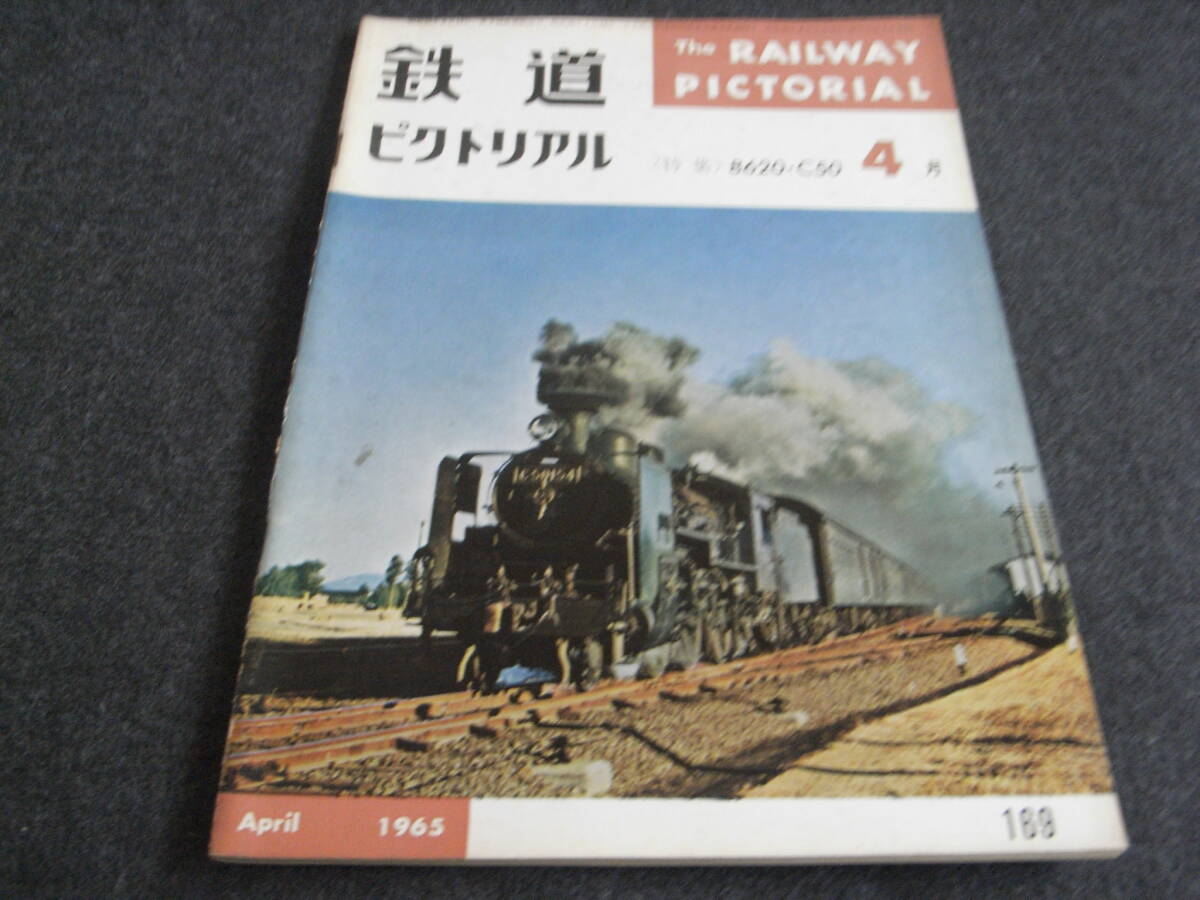 鉄道
ピクトリアル
The RAILWAY
PICTORIAL
〈特集〉8620・C50 4月
April 1965
169